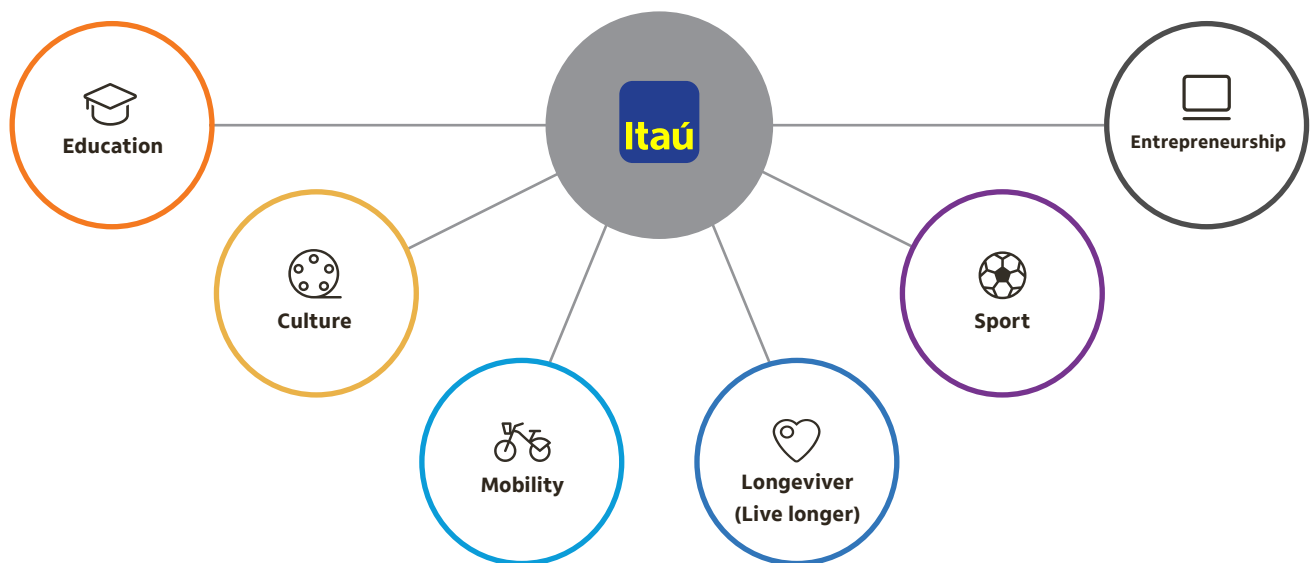 Itaú
Education
Entrepreneurship
Culture
Sport
Mobility
Longeviver
(Live longer)